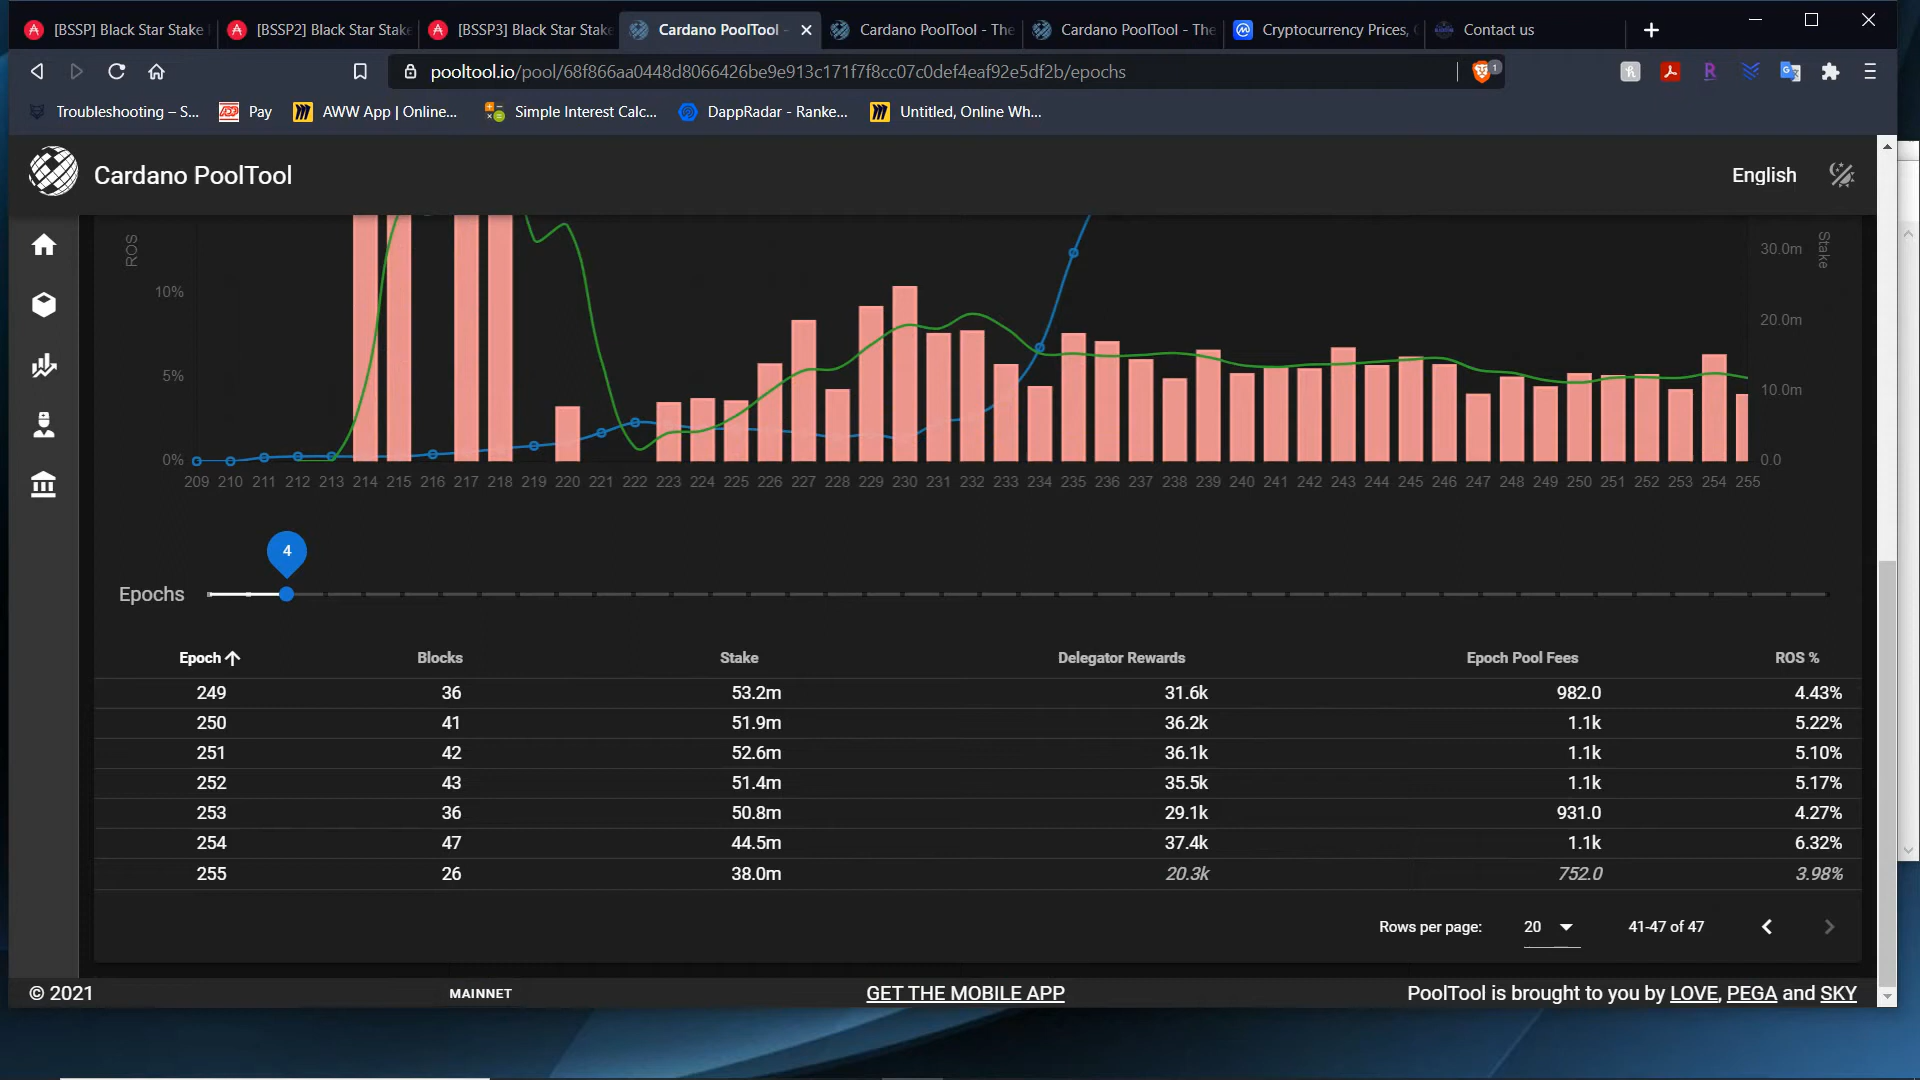 [BSSP] Black Star Stake
[BSSP2] Black Star Stake
[BSSP3] Black Star Stake
Cardano PoolTool -
Cardano PoolTool - The
Cardano PoolTool - The
Cryptocurrency Prices,
Contact us
pooltool.io/pool/68f866aa0448d8066426be9e913c171f7f8cc07c0def4eaf92e5df2b/epochs
1
Troubleshooting – S...
Pay
AWW App | Online...
Simple Interest Calc...
DappRadar - Ranke...
Untitled, Online Wh...
Cardano PoolTool
English
ROS
10%
5%
0%
30.0m
20.0m
10.0m
0.0
Stake
209 210 211 212 213 214 215 216 217 218 219 220 221 222 223 224 225 226 227 228 229 230 231 232 233 234 235 236 237 238 239 240 241 242 243 244 245 246 247 248 249 250 251 252 253 254 255
4
Epochs
Epoch Blocks Stake Delegator Rewards Epoch Pool Fees ROS %
249 36 53.2m 31.6k 982.0 4.43%
250 41 51.9m 36.2k 1.1k 5.22%
251 42 52.6m 36.1k 1.1k 5.10%
252 43 51.4m 35.5k 1.1k 5.17%
253 36 50.8m 29.1k 931.0 4.27%
254 47 44.5m 37.4k 1.1k 6.32%
255 26 38.0m 20.3k 752.0 3.98%
Rows per page: 20 41-47 of 47
© 2021 MAINNET GET THE MOBILE APP PoolTool is brought to you by LOVE, PEGA and SKY